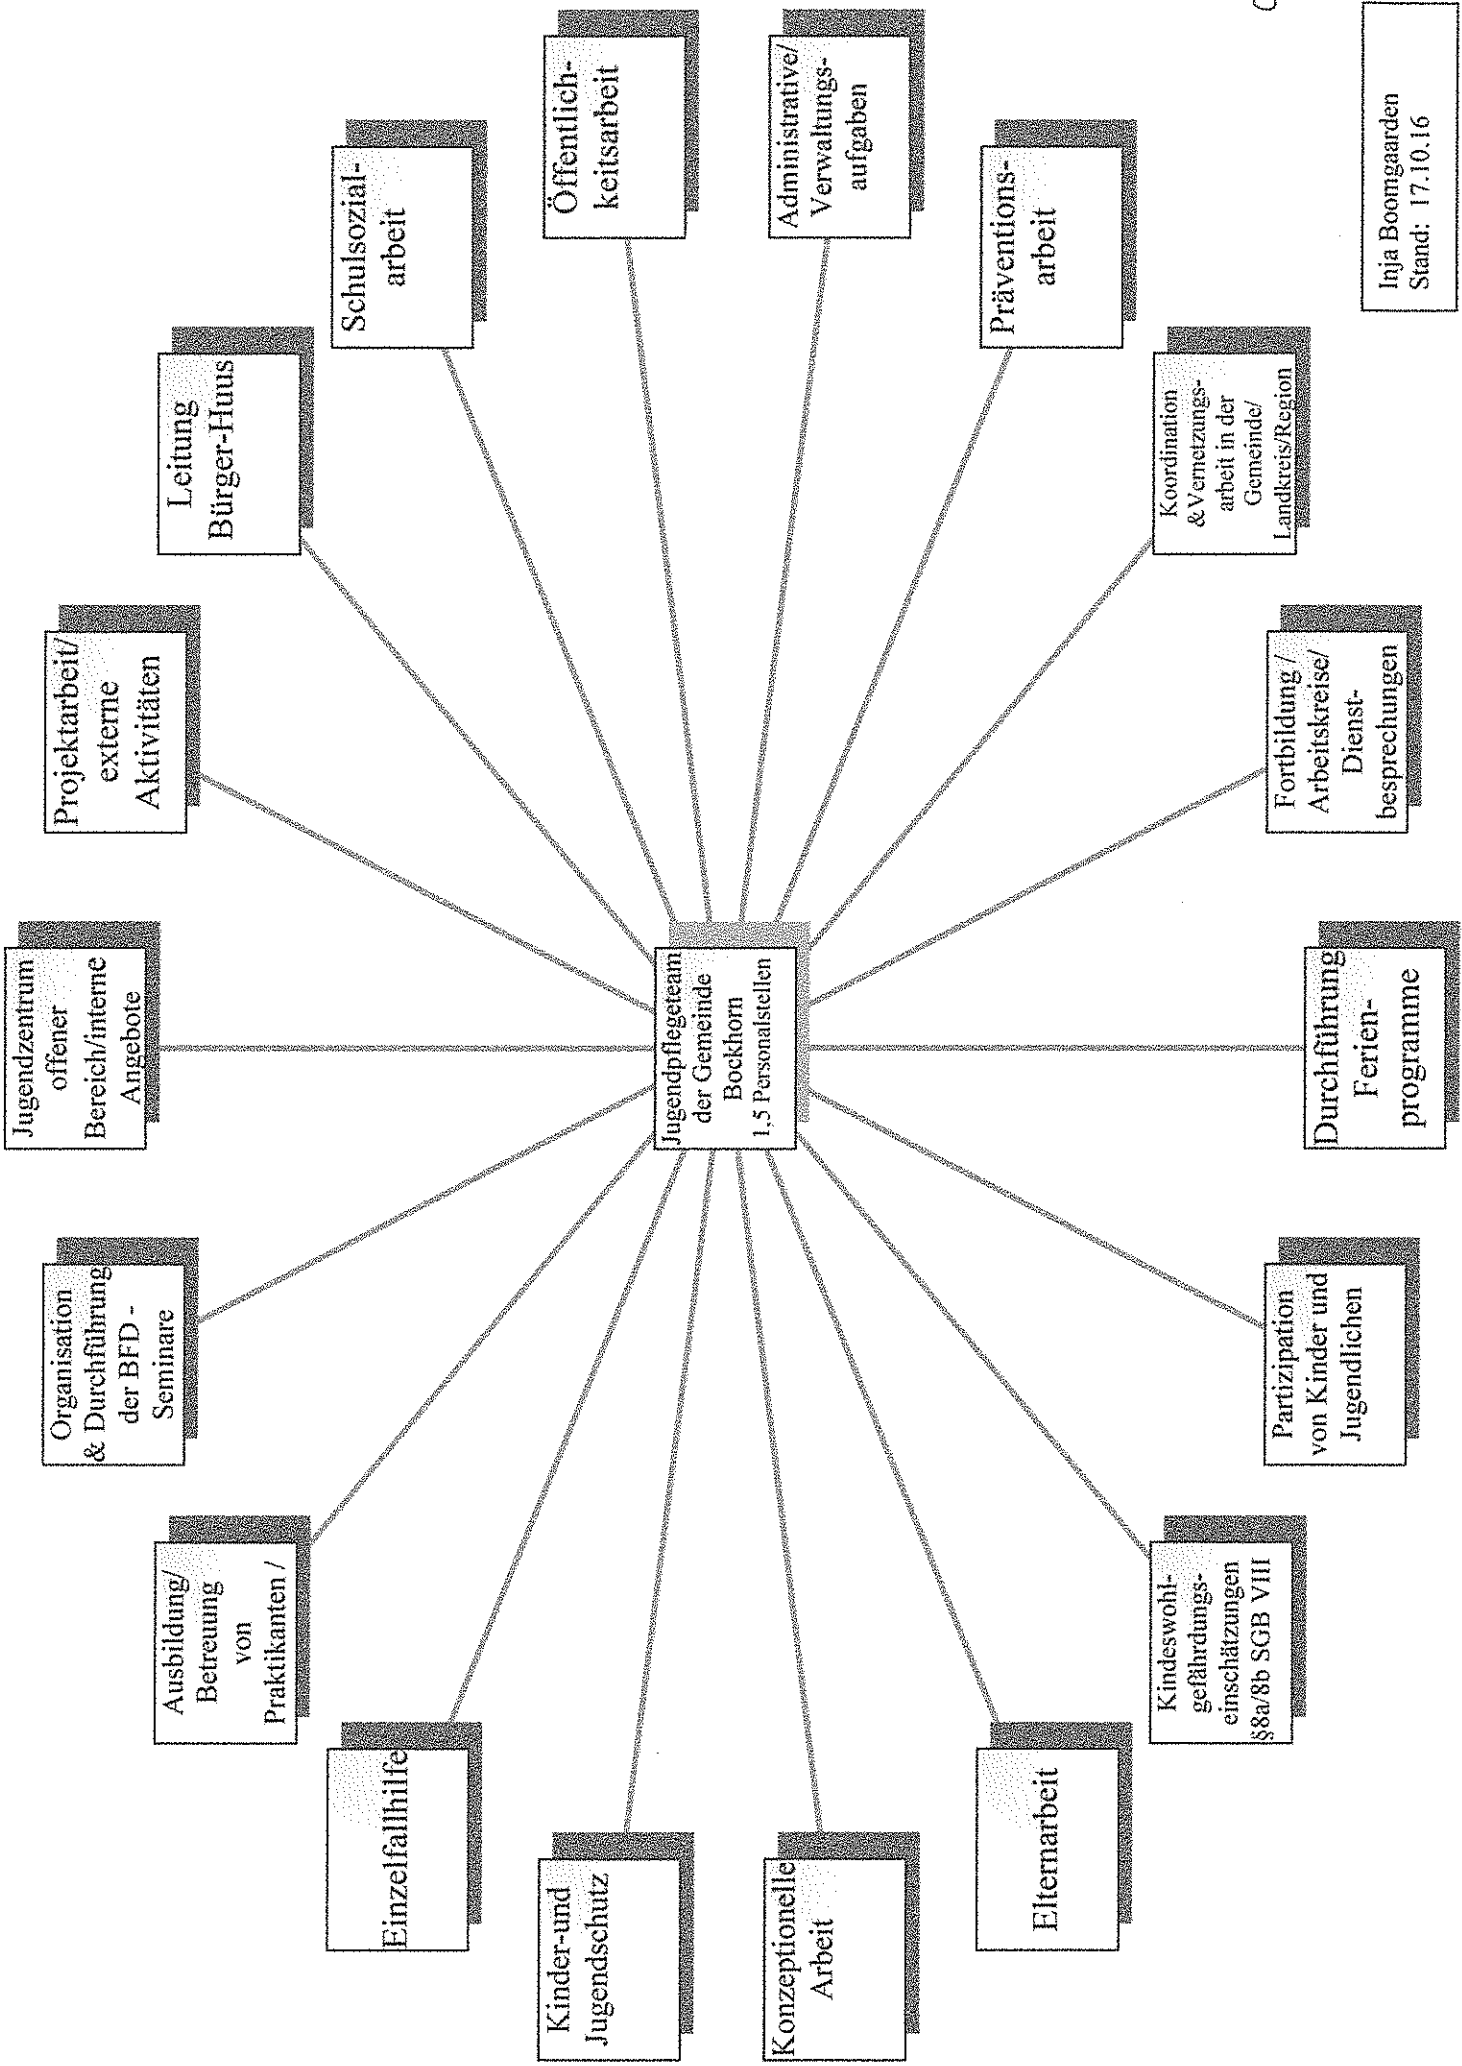 Jugendzentrum
offener
Bereich/interne
Angebote
Projektarbeit/
externe
Aktivitäten
Leitung
Bürger-Huus
Schulsozial-
arbeit
Öffentlich-
keitsarbeit
Administrative/
Verwaltungs-
aufgaben
Präventions-
arbeit
Koordination
&Vernetzungs-
arbeit in der
Gemeinde/
Landkreis/Region
Fortbildung /
Arbeitskreise/
Dienst-
besprechungen
Durchführung
Ferien-
programme
Partizipation
von Kinder und
Jugendlichen
Kindeswohl-
gefährdungs-
einschätzungen
§8a/8b SGB VIII
Elternarbeit
Konzeptionelle
Arbeit
Kinder-und
Jugendschutz
Einzelfallhilfe
Ausbildung/
Betreuung
von
Praktikanten /
Organisation
& Durchführung
der BFD -
Seminare
Jugendpflegeteam
der Gemeinde
Bockhorn
1,5 Personalstellen
Inja Boomgaarden
Stand: 17.10.16